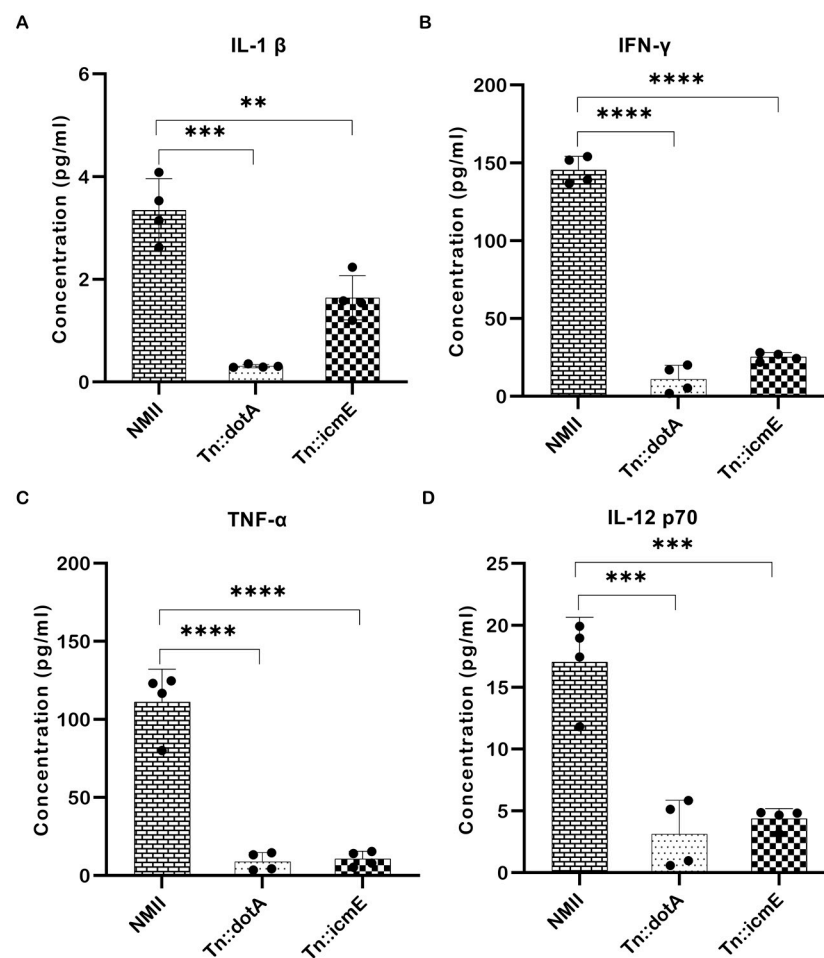 A
IL-1 β
Concentration (pg/ml)
6
4
2
0
**
***
NMII
Tn::dotA
Tn::icmE
B
IFN-γ
Concentration (pg/ml)
200
150
100
50
0
****
****
NMII
Tn::dotA
Tn::icmE
C
TNF-α
Concentration (pg/ml)
200
150
100
50
0
****
****
NMII
Tn::dotA
Tn::icmE
D
IL-12 p70
Concentration (pg/ml)
25
20
15
10
5
0
***
***
NMII
Tn::dotA
Tn::icmE